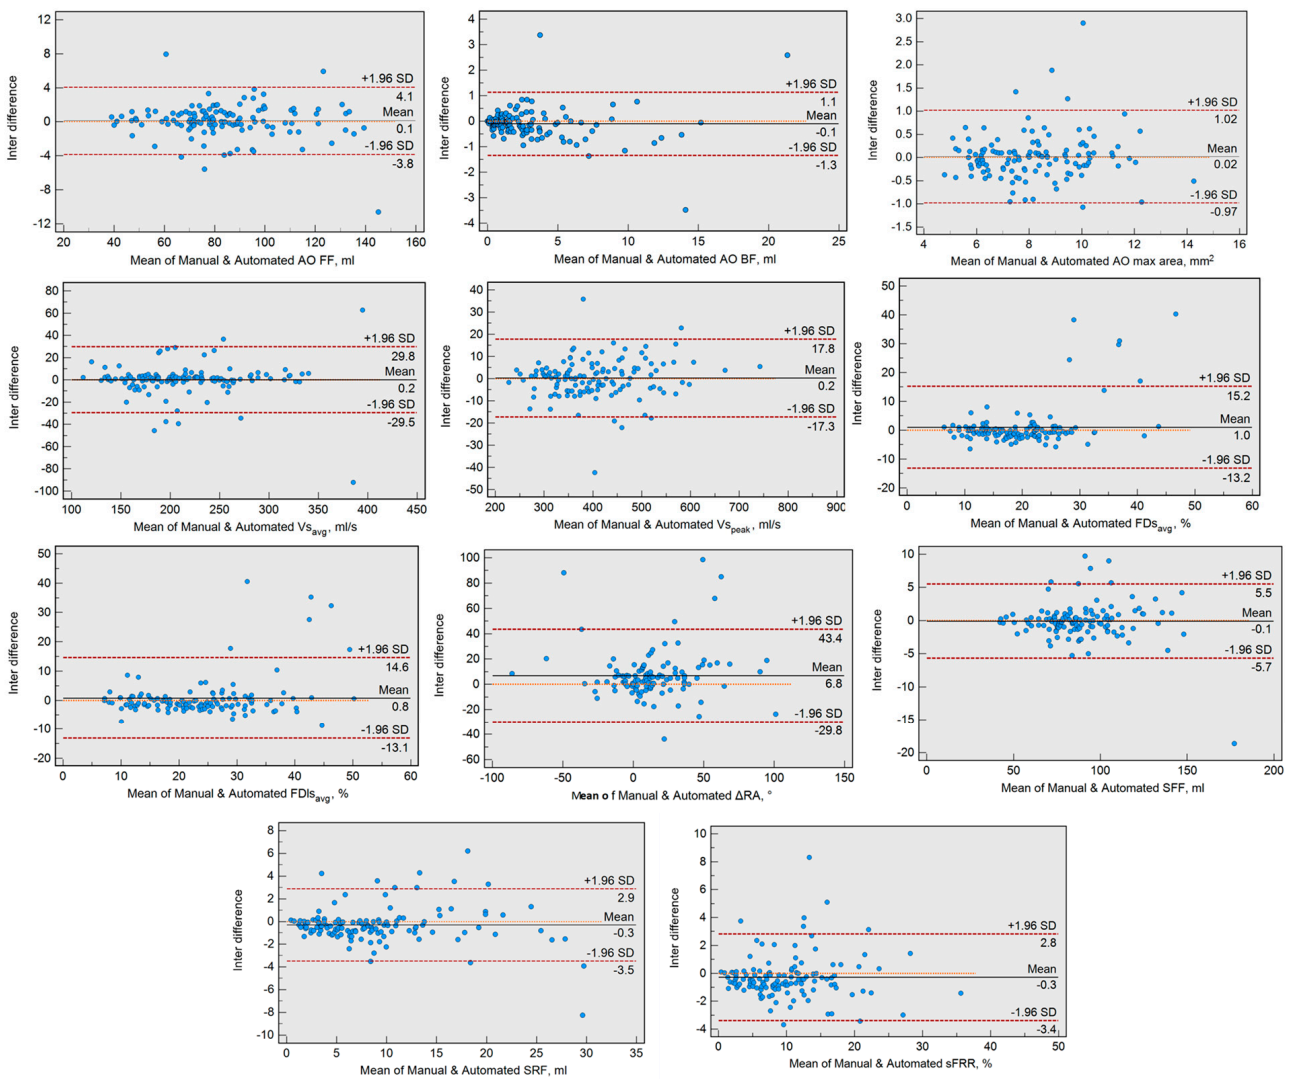 12
8
4
0
-4
-8
-12
Inter difference
+1.96 SD
4.1
Mean
0.1
-1.96 SD
-3.8
20 40 60 80 100 120 140 160
Mean of Manual & Automated AO FF, ml
4
3
2
1
0
-1
-2
-3
-4
Inter difference
+1.96 SD
1.1
Mean
-0.1
-1.96 SD
-1.3
0 5 10 15 20 25
Mean of Manual & Automated AO BF, ml
3.0
2.5
2.0
1.5
1.0
0.5
0.0
-0.5
-1.0
-1.5
Inter difference
+1.96 SD
1.02
Mean
0.02
-1.96 SD
-0.97
4 6 8 10 12 14 16
Mean of Manual & Automated AO max area, mm²
80
60
40
20
0
-20
-40
-60
-80
-100
Inter difference
+1.96 SD
29.8
Mean
0.2
-1.96 SD
-29.5
100 150 200 250 300 350 400 450
Mean of Manual & Automated Vsavg, ml/s
50
40
30
20
10
0
-10
-20
-30
-40
-50
Inter difference
+1.96 SD
17.8
Mean
0.2
-1.96 SD
-17.3
200 300 400 500 600 700 800 900
Mean of Manual & Automated Vspeak, ml/s
50
40
30
20
10
0
-10
-20
Inter difference
+1.96 SD
15.2
Mean
1.0
-1.96 SD
-13.2
0 10 20 30 40 50 60
Mean of Manual & Automated FDsavg, %
50
40
30
20
10
0
-10
-20
Inter difference
+1.96 SD
14.6
Mean
0.8
-1.96 SD
-13.1
0 10 20 30 40 50 60
Mean of Manual & Automated FDIsavg, %
100
80
60
40
20
0
-20
-40
-60
Inter difference
+1.96 SD
43.4
Mean
6.8
-1.96 SD
-29.8
-100 -50 0 50 100 150
Mean of Manual & Automated ΔRA, °
10
5
0
-5
-10
-15
-20
Inter difference
+1.96 SD
5.5
Mean
-0.1
-1.96 SD
-5.7
0 50 100 150 200
Mean of Manual & Automated SFF, ml
8
6
4
2
0
-2
-4
-6
-8
-10
Inter difference
+1.96 SD
2.9
Mean
-0.3
-1.96 SD
-3.5
0 5 10 15 20 25 30 35
Mean of Manual & Automated SRF, ml
10
8
6
4
2
0
-2
-4
Inter difference
+1.96 SD
2.8
Mean
-0.3
-1.96 SD
-3.4
0 10 20 30 40 50
Mean of Manual & Automated sFRR, %